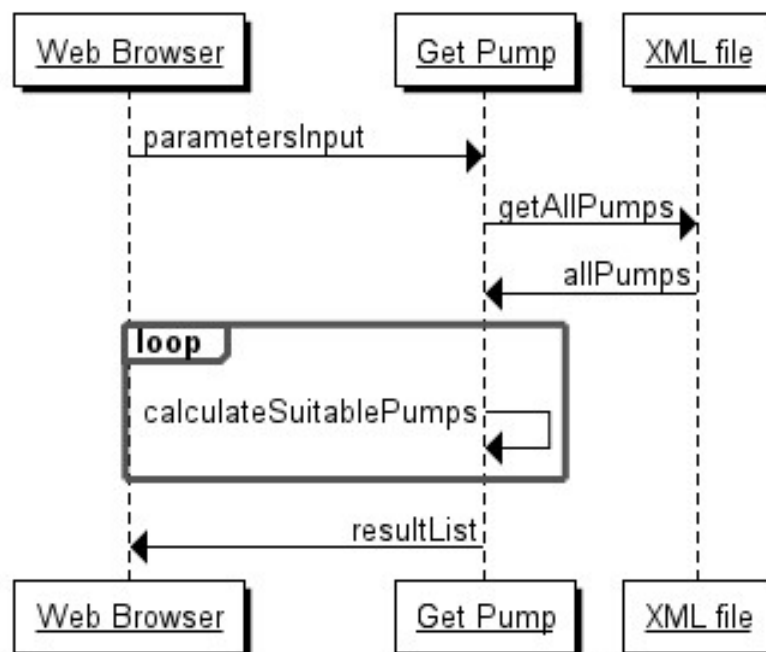 Web Browser
Get Pump
XML file
parametersInput
getAllPumps
allPumps
loop
calculateSuitablePumps
resultList
Web Browser
Get Pump
XML file